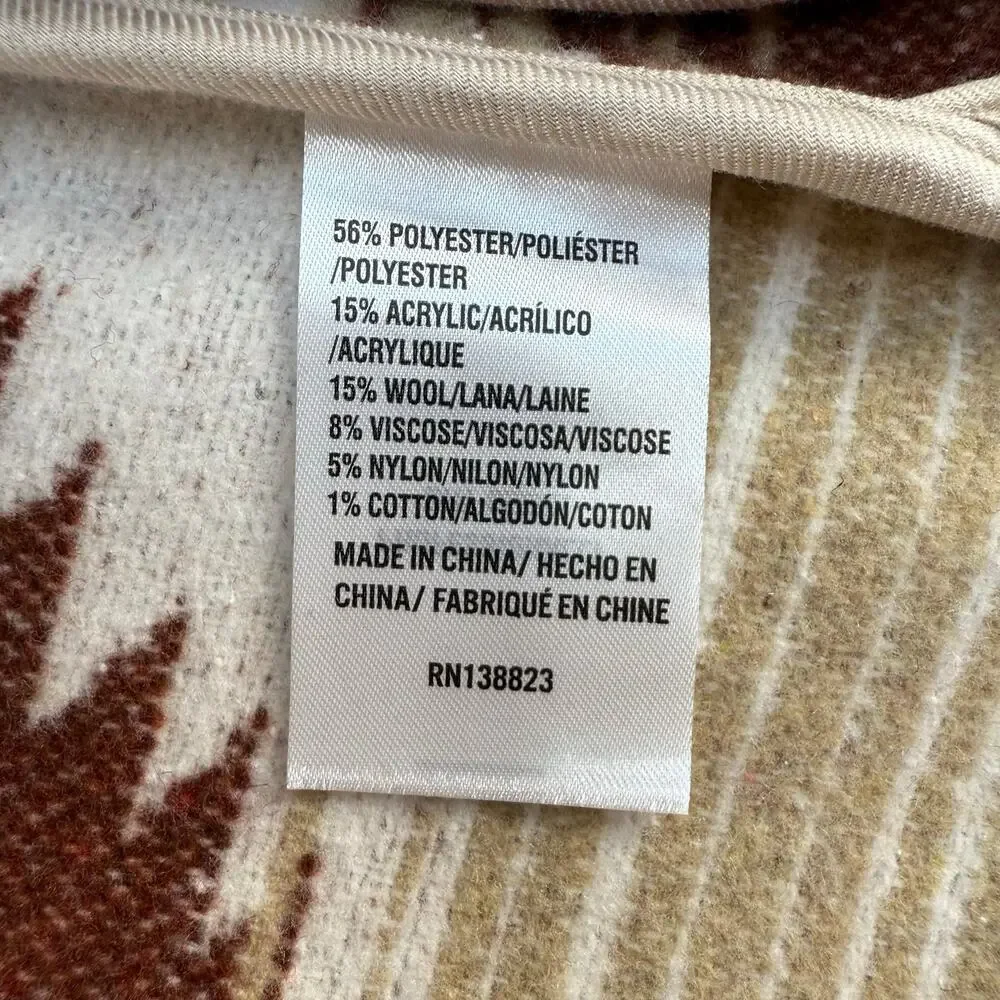 56% POLYESTER/POLIÉSTER
/POLYESTER
15% ACRYLIC/ACRÍLICO
/ACRYLIQUE
15% WOOL/LANA/LAINE
8% VISCOSE/VISCOSA/VISCOSE
5% NYLON/NILON/NYLON
1% COTTON/ALGODÓN/COTON
MADE IN CHINA/ HECHO EN
CHINA/ FABRIQUÉ EN CHINE
RN138823